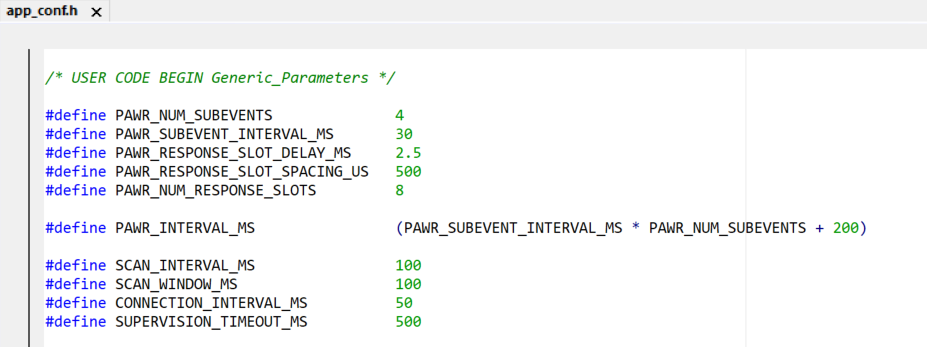 app_conf.h ×
/* USER CODE BEGIN Generic_Parameters */
#define PAWR_NUM_SUBEVENTS 4
#define PAWR_SUBEVENT_INTERVAL_MS 30
#define PAWR_RESPONSE_SLOT_DELAY_MS 2.5
#define PAWR_RESPONSE_SLOT_SPACING_US 500
#define PAWR_NUM_RESPONSE_SLOTS 8
#define PAWR_INTERVAL_MS (PAWR_SUBEVENT_INTERVAL_MS * PAWR_NUM_SUBEVENTS + 200)
#define SCAN_INTERVAL_MS 100
#define SCAN_WINDOW_MS 100
#define CONNECTION_INTERVAL_MS 50
#define SUPERVISION_TIMEOUT_MS 500